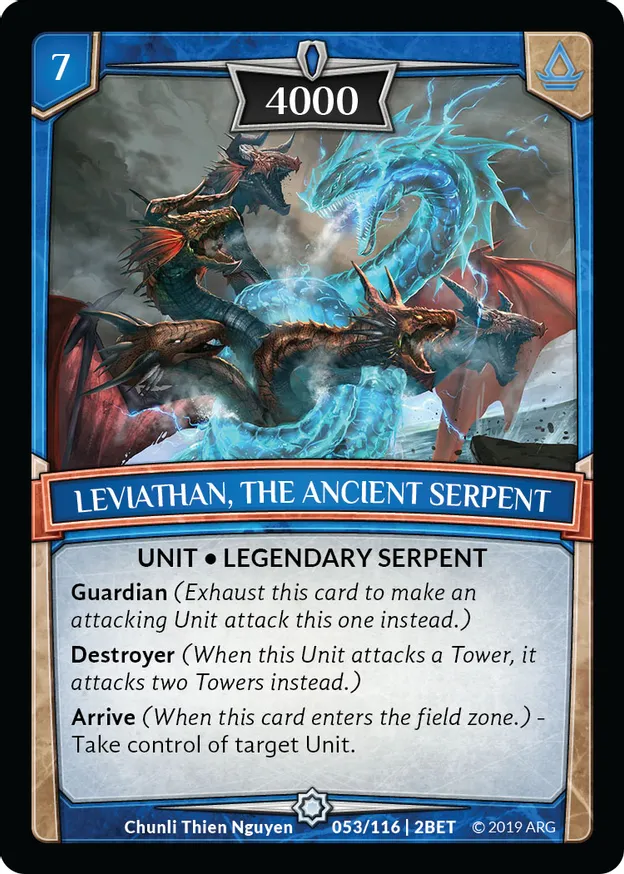 7
4000
LEVIATHAN, THE ANCIENT SERPENT
UNIT • LEGENDARY SERPENT
Guardian (Exhaust this card to make an
attacking Unit attack this one instead.)
Destroyer (When this Unit attacks a Tower, it
attacks two Towers instead.)
Arrive (When this card enters the field zone.) -
Take control of target Unit.
Chunli Thien Nguyen 053/116 | 2BET © 2019 ARG